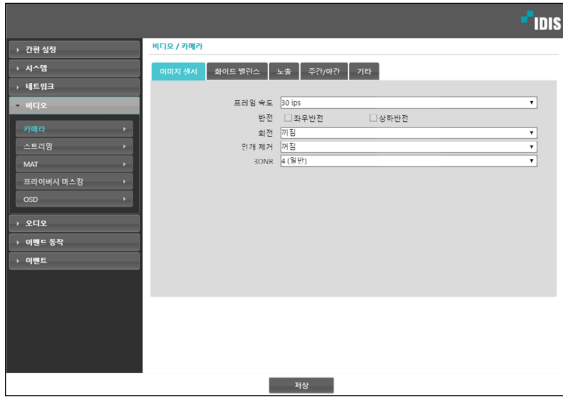 IDIS
간편 설정
시스템
네트워크
비디오
카메라
스트리밍
MAT
프라이버시 마스킹
OSD
오디오
이벤트 동작
이벤트
비디오 / 카메라
이미지 센서 화이트 밸런스 노출 주간/야간 기타
프레임 속도 30 ips
반전 좌우반전 상하반전
회전 꺼짐
안개 제거 꺼짐
3DNR 4 (일반)
저장